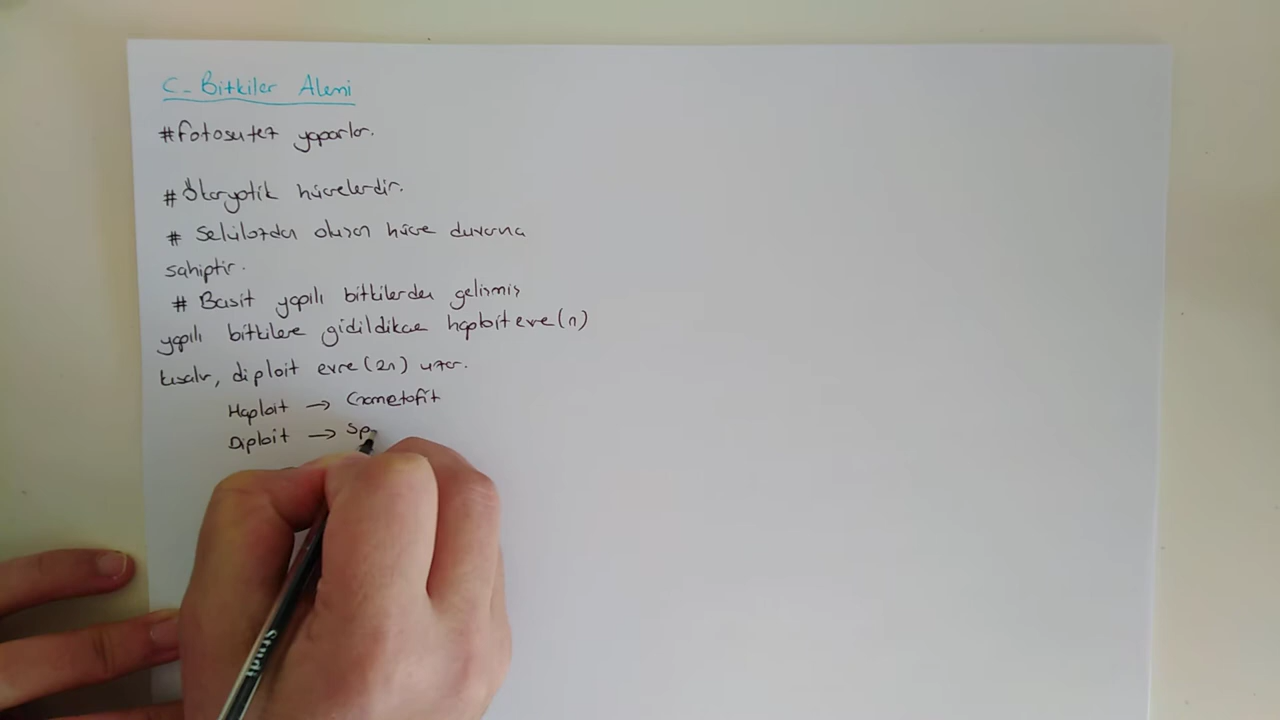 C- Bitkiler Alemi
#Fotosentez yaparlar.
#Ökaryotik hücrelerdir.
# Selülozdan oluşan hücre duvarına
sahiptir.
# Basit yapılı bitkilerden gelişmiş
yapılı bitkilere gidildikçe haploit evre(n)
kısalır, diploit evre(2n) uzar.
Haploit → Gametofit
Diploit → Sp
Studi